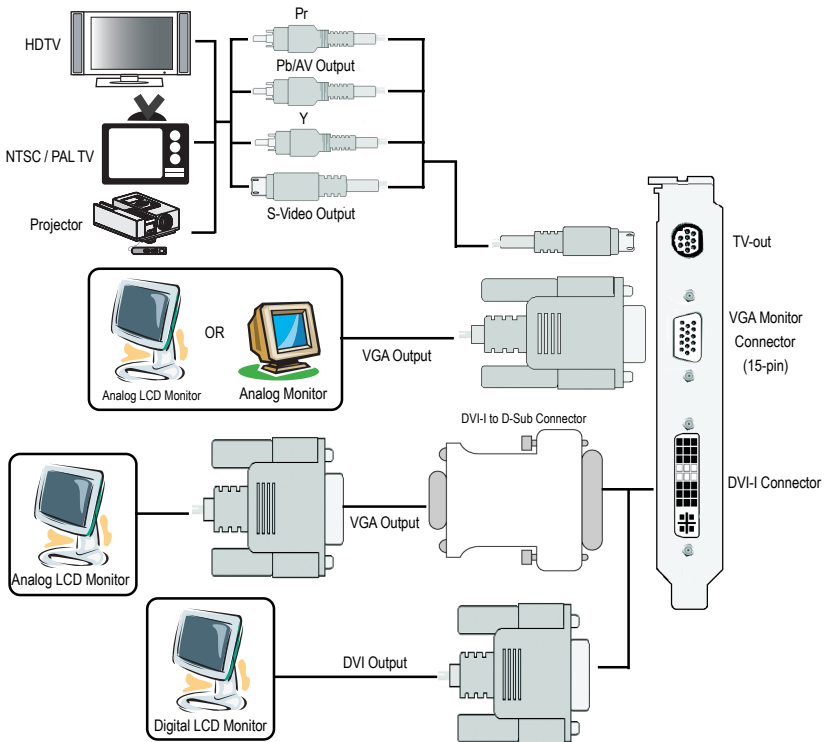 Pr
HDTV
Pb/AV Output
Y
NTSC / PAL TV
S-Video Output
Projector
TV-out
OR
VGA Output
VGA Monitor
Connector
(15-pin)
Analog LCD Monitor
Analog Monitor
DVI-I to D-Sub Connector
DVI-I Connector
VGA Output
Analog LCD Monitor
DVI Output
Digital LCD Monitor